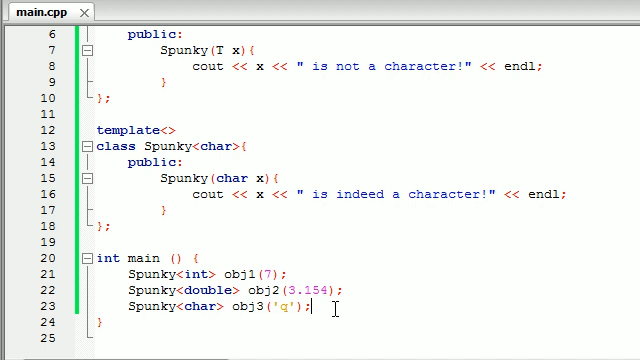 main.cpp
6 public:
7 Spunky(T x){
8 cout << x << " is not a character!" << endl;
9 }
10 };
11
12 template<>
13 class Spunky<char>{
14 public:
15 Spunky(char x){
16 cout << x << " is indeed a character!" << endl;
17 }
18 };
19
20 int main () {
21 Spunky<int> obj1(7);
22 Spunky<double> obj2(3.154);
23 Spunky<char> obj3('q');
24 }
25